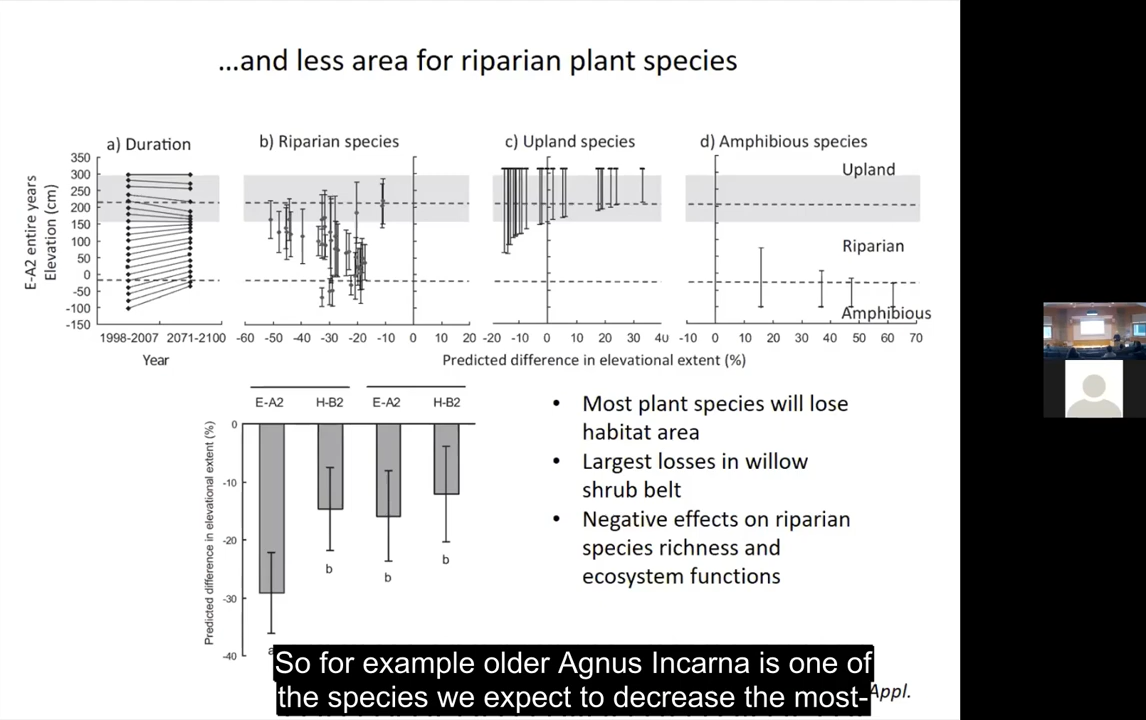 ...and less area for riparian plant species
a) Duration
b) Riparian species
c) Upland species
d) Amphibious species
E-A2 entire years
Elevation (cm)
350
300
250
200
150
100
50
0
-50
-100
-150
Upland
Riparian
Amphibious
1998-2007 2071-2100
-60 -50 -40 -30 -20 -10 0 10 20
-20 -10 0 10 20 30
-10 0 10 20 30 40 50 60 70
Year
Predicted difference in elevational extent (%)
E-A2 H-B2 E-A2 H-B2
Predicted difference in elevational extent (%)
0
-10
-20
-30
-40
b
b
b
• Most plant species will lose
habitat area
• Largest losses in willow
shrub belt
• Negative effects on riparian
species richness and
ecosystem functions
So for example older Agnus Incarna is one of
the species we expect to decrease the most-
Appl.